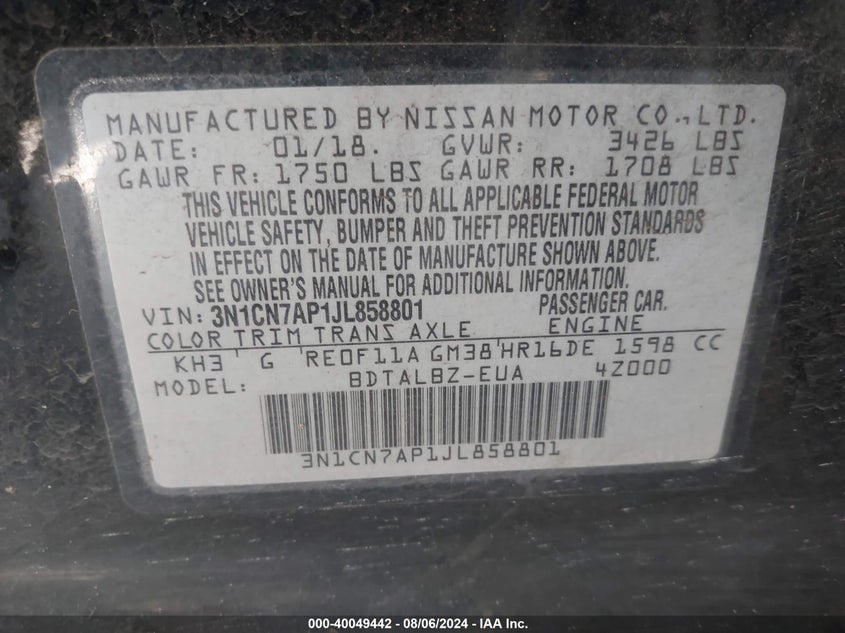 MANUFACTURED BY NISSAN MOTOR CO., LTD.
DATE: 01/18. GVWR: 3426 LBS
GAWR FR: 1750 LBS GAWR RR: 1708 LBS
THIS VEHICLE CONFORMS TO ALL APPLICABLE FEDERAL MOTOR
VEHICLE SAFETY, BUMPER AND THEFT PREVENTION STANDARDS
IN EFFECT ON THE DATE OF MANUFACTURE SHOWN ABOVE.
SEE OWNER'S MANUAL FOR ADDITIONAL INFORMATION.
VIN: 3N1CN7AP1JL858801 PASSENGER CAR.
COLOR TRIM TRANS AXLE ENGINE
KH3 G RE0F11A GM38 HR16DE 1598 CC
MODEL: BDTALBZ-EUA 4Z000
3N1CN7AP1JL858801
000-40049442 - 08/06/2024 - IAA Inc.